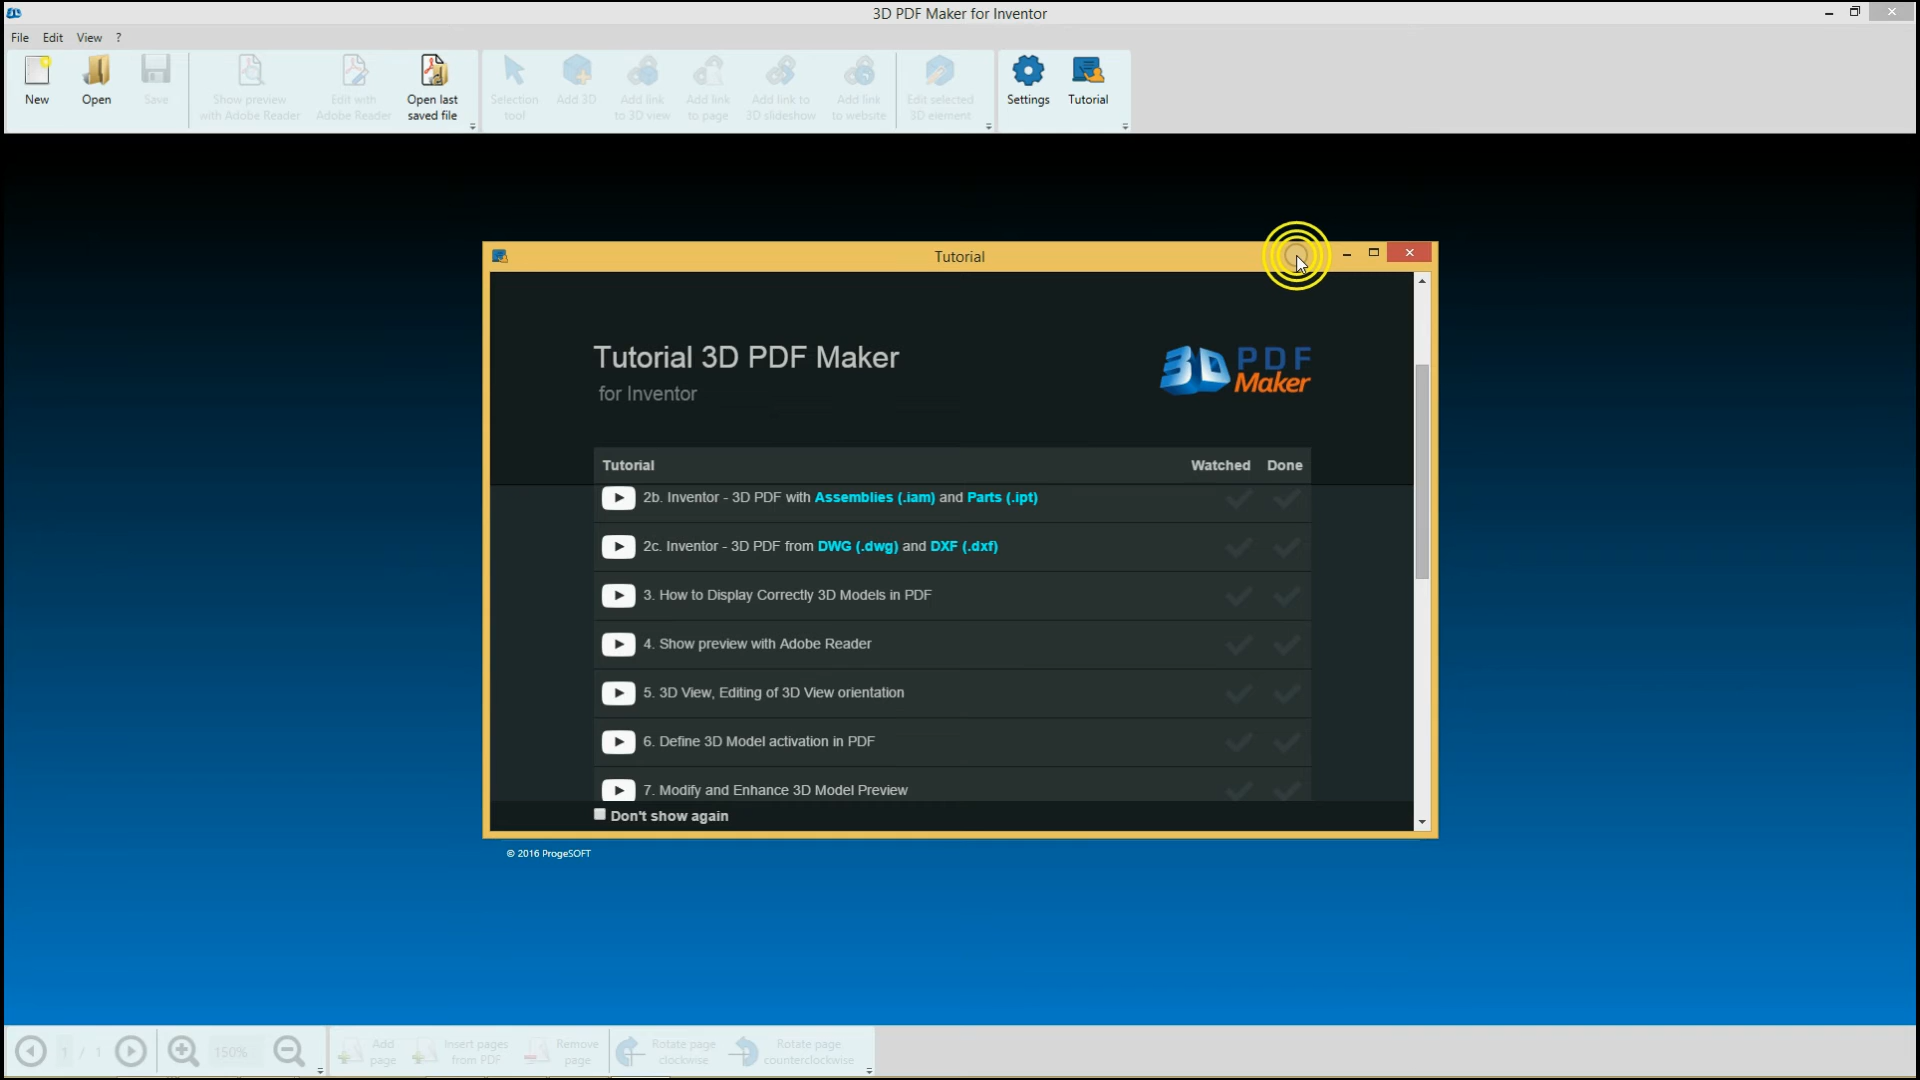 3D PDF Maker for Inventor
File Edit View ?
New Open Save Show preview with Adobe Reader Edit with Adobe Reader Open last saved file Selection tool Add 3D Add link to 3D view Add link to page Add link to 3D slideshow Add link to website Edit selected 3D element Settings Tutorial
Tutorial
Tutorial 3D PDF Maker
for Inventor
3D PDF Maker
Tutorial Watched Done
2b. Inventor - 3D PDF with Assemblies (.iam) and Parts (.ipt)
2c. Inventor - 3D PDF from DWG (.dwg) and DXF (.dxf)
3. How to Display Correctly 3D Models in PDF
4. Show preview with Adobe Reader
5. 3D View, Editing of 3D View orientation
6. Define 3D Model activation in PDF
7. Modify and Enhance 3D Model Preview
Don't show again
© 2016 ProgeSOFT
1 / 1 150% Add page Insert pages from PDF Remove page Rotate page clockwise Rotate page counterclockwise